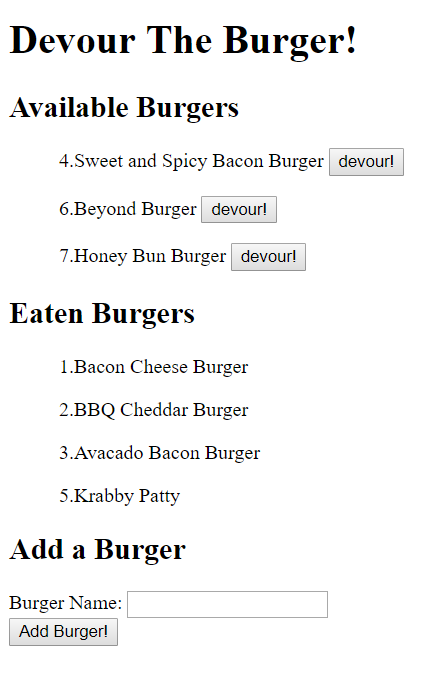 Devour The Burger!
Available Burgers
4.Sweet and Spicy Bacon Burger devour!
6.Beyond Burger devour!
7.Honey Bun Burger devour!
Eaten Burgers
1.Bacon Cheese Burger
2.BBQ Cheddar Burger
3.Avacado Bacon Burger
5.Krabby Patty
Add a Burger
Burger Name:
Add Burger!